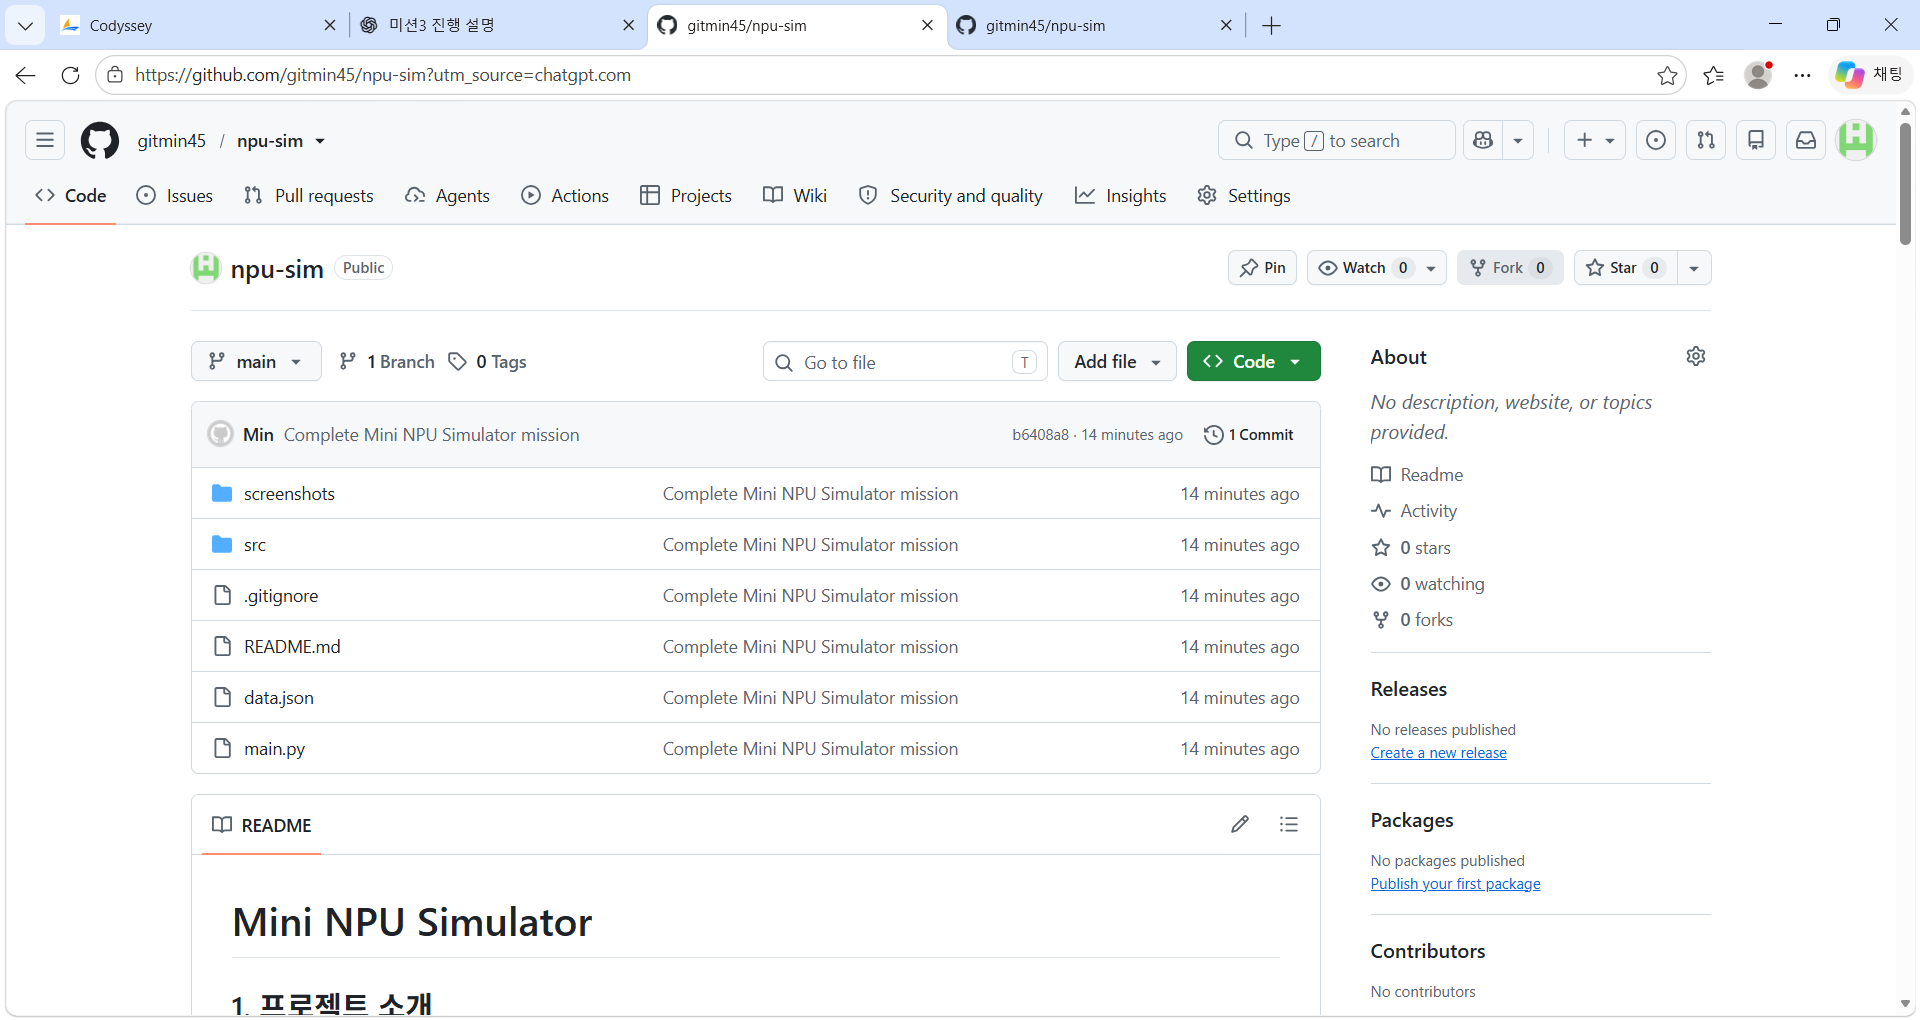 Codyssey
미션3 진행 설명
gitmin45/npu-sim
gitmin45/npu-sim
https://github.com/gitmin45/npu-sim?utm_source=chatgpt.com
채팅
gitmin45 / npu-sim
Type / to search
Code
Issues
Pull requests
Agents
Actions
Projects
Wiki
Security and quality
Insights
Settings
npu-sim Public
Pin
Watch 0
Fork 0
Star 0
main
1 Branch
0 Tags
Go to file T
Add file
Code
Min Complete Mini NPU Simulator mission b6408a8 · 14 minutes ago 1 Commit
screenshots Complete Mini NPU Simulator mission 14 minutes ago
src Complete Mini NPU Simulator mission 14 minutes ago
.gitignore Complete Mini NPU Simulator mission 14 minutes ago
README.md Complete Mini NPU Simulator mission 14 minutes ago
data.json Complete Mini NPU Simulator mission 14 minutes ago
main.py Complete Mini NPU Simulator mission 14 minutes ago
README
Mini NPU Simulator
1. 프로젝트 소개
About
No description, website, or topics
provided.
Readme
Activity
0 stars
0 watching
0 forks
Releases
No releases published
Create a new release
Packages
No packages published
Publish your first package
Contributors
No contributors